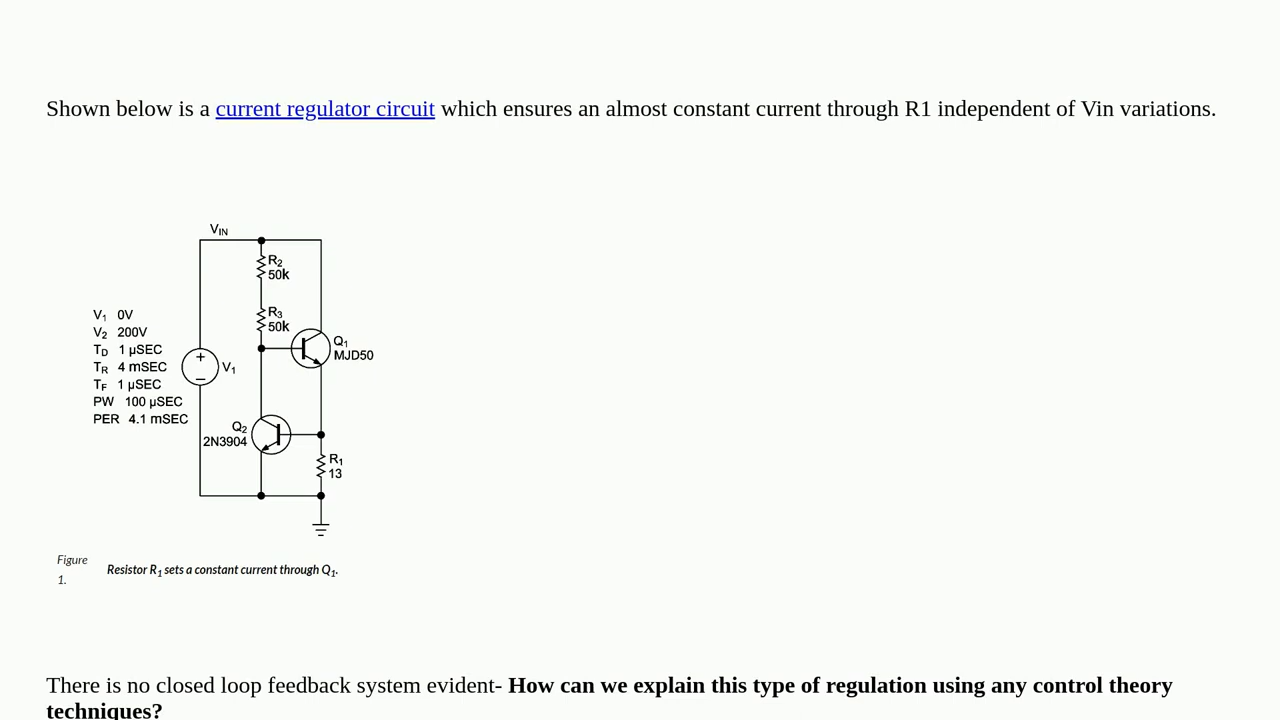 Shown below is a current regulator circuit which ensures an almost constant current through R1 independent of Vin variations.
VIN
R2
50k
R3
50k
Q1
MJD50
V1 0V
V2 200V
TD 1 µSEC
TR 4 mSEC
TF 1 µSEC
PW 100 µSEC
PER 4.1 mSEC
+
−
V1
Q2
2N3904
R1
13
Figure
1.
Resistor R1 sets a constant current through Q1.
There is no closed loop feedback system evident- How can we explain this type of regulation using any control theory
techniques?